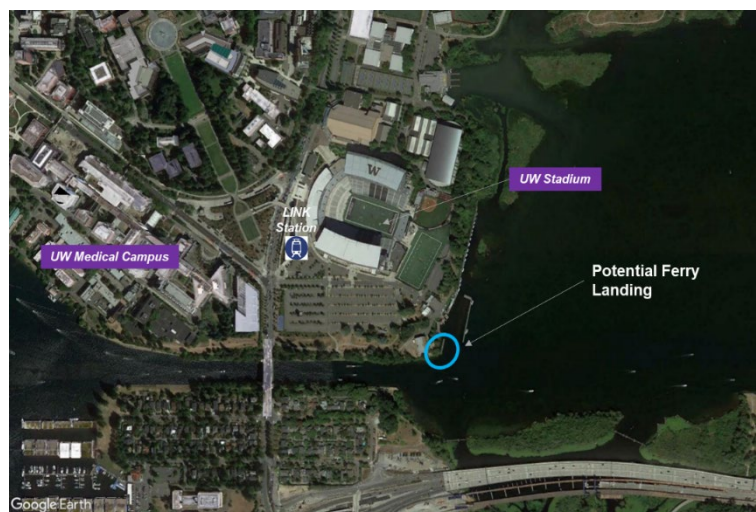 W
UW Stadium
LINK
Station
UW Medical Campus
Potential Ferry
Landing
Google Earth